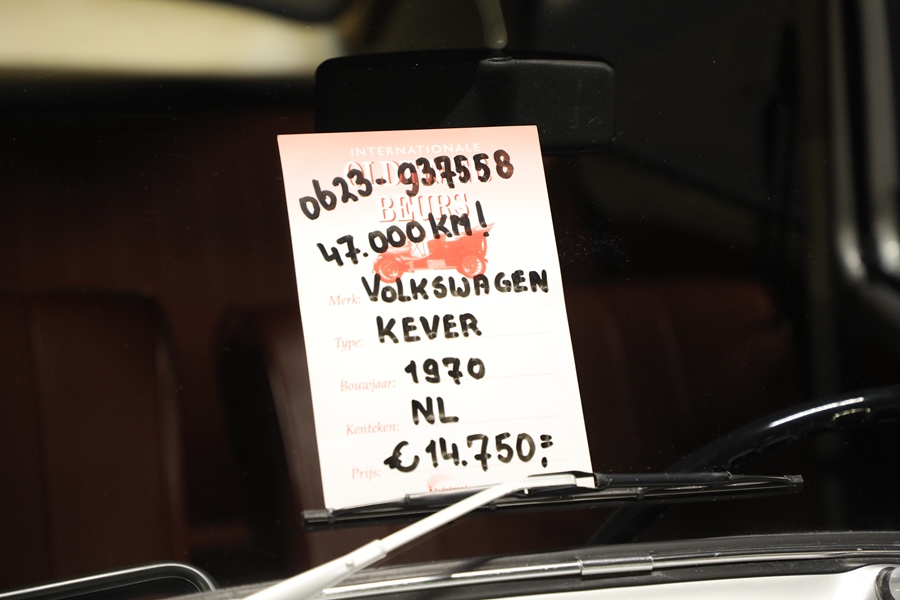 INTERNATIONALE
0623-937558
BEURS
47.000 KM!
Merk: VOLKSWAGEN
Type: KEVER
Bouwjaar: 1970
Kenteken: NL
Prijs: €14.750,=